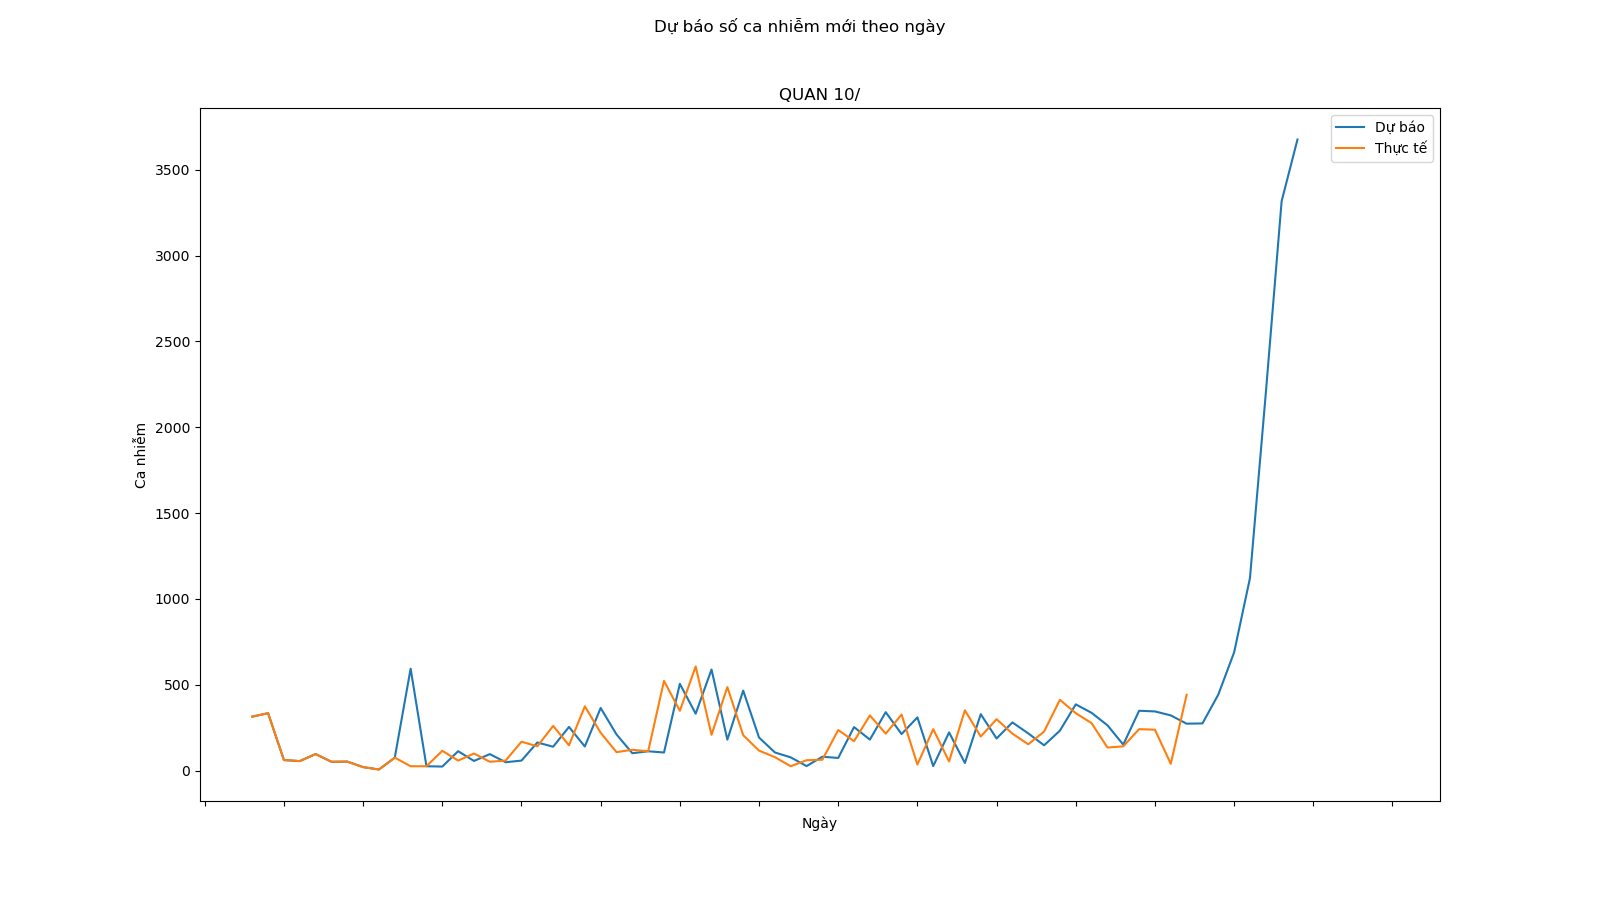 Dự báo số ca nhiễm mới theo ngày
QUAN 10/
Dự báo
Thực tế
3500
3000
2500
2000
1500
1000
500
0
Ca nhiễm
Ngày